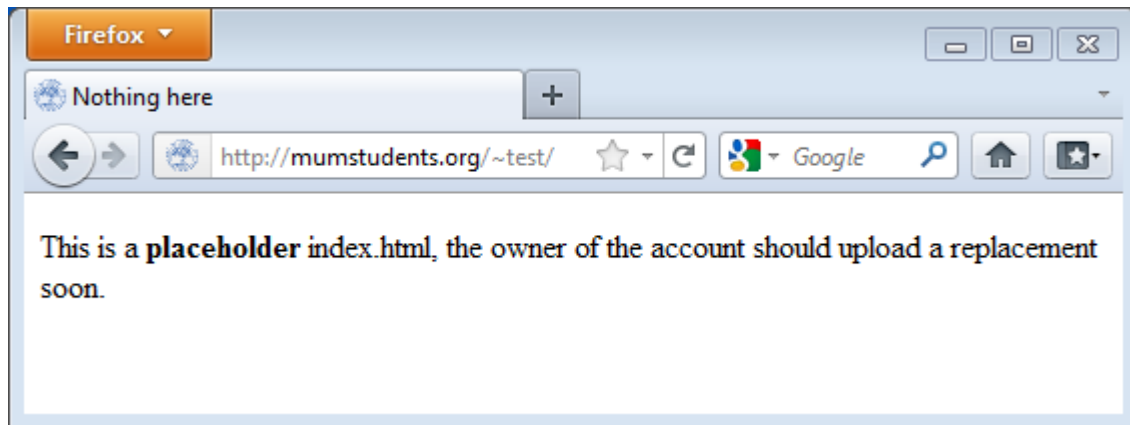 Firefox
Nothing here
http://mumstudents.org/~test/
Google
This is a placeholder index.html, the owner of the account should upload a replacement
soon.